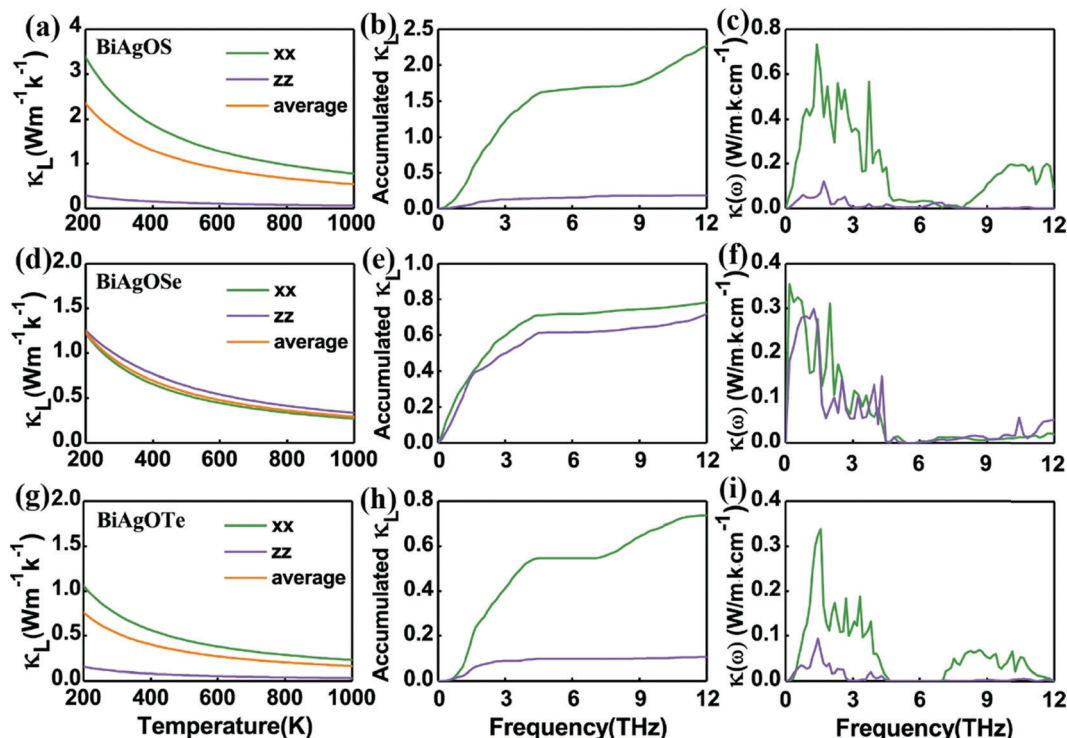 (a)
BiAgOS
xx
zz
average
κL(Wm-1k-1)
4
3
2
1
0
200 400 600 800 1000
(b)
Accumulated κL
2.5
2.0
1.5
1.0
0.5
0.0
0 3 6 9 12
(c)
κ(ω) (W/m·k·cm-1)
0.8
0.6
0.4
0.2
0.0
0 3 6 9 12
(d)
BiAgOSe
xx
zz
average
κL(Wm-1k-1)
2.0
1.5
1.0
0.5
0.0
200 400 600 800 1000
(e)
Accumulated κL
1.0
0.8
0.6
0.4
0.2
0.0
0 3 6 9 12
(f)
κ(ω) (W/m·k·cm-1)
0.4
0.3
0.2
0.1
0.0
0 3 6 9 12
(g)
BiAgOTe
xx
zz
average
κL(Wm-1k-1)
2.0
1.5
1.0
0.5
0.0
200 400 600 800 1000
Temperature(K)
(h)
Accumulated κL
0.8
0.6
0.4
0.2
0.0
0 3 6 9 12
Frequency(THz)
(i)
κ(ω) (W/m·k·cm-1)
0.4
0.3
0.2
0.1
0.0
0 3 6 9 12
Frequency(THz)